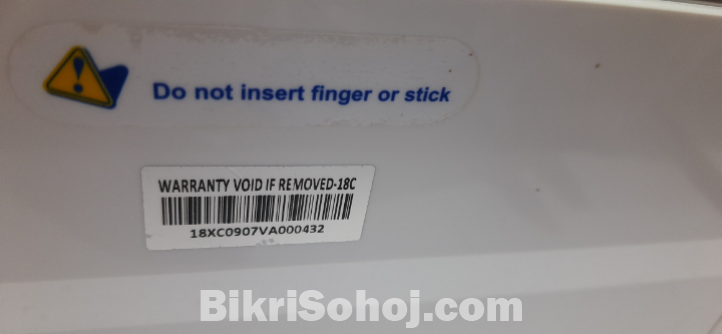 Do not insert finger or stick
WARRANTY VOID IF REMOVED-18C
18XC0907VA000432
BikriSohoj.com